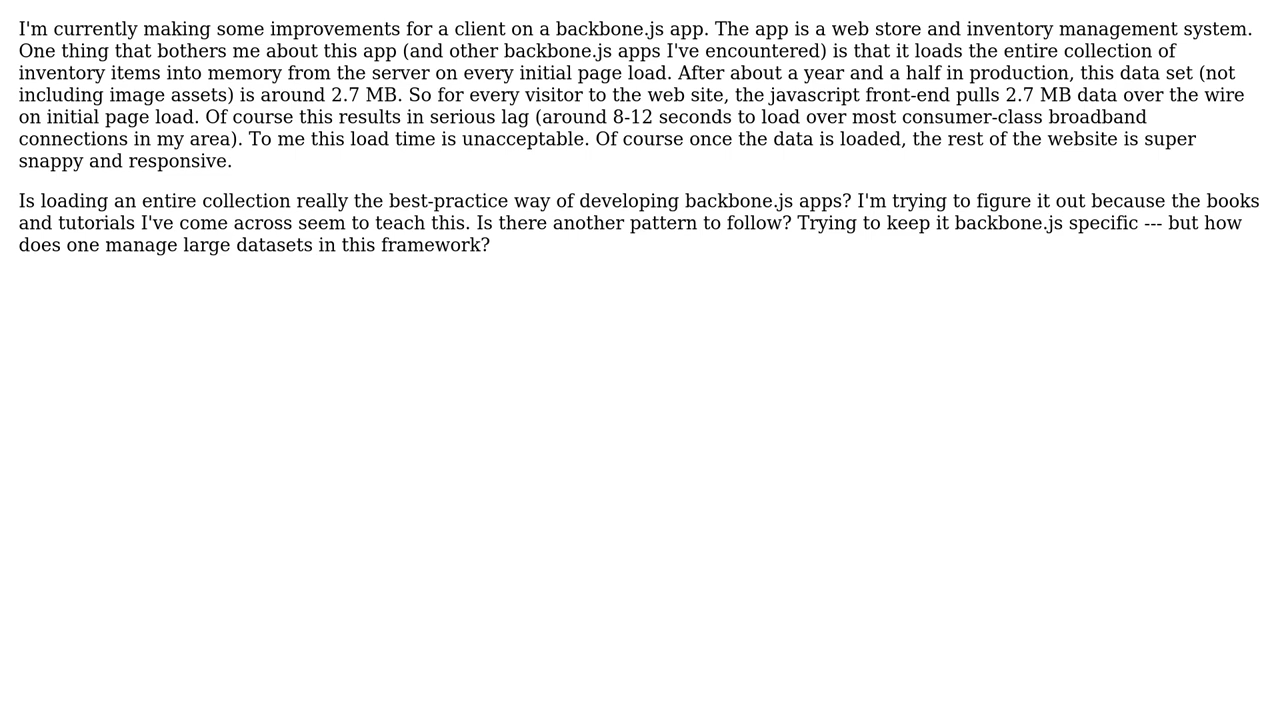 I'm currently making some improvements for a client on a backbone.js app. The app is a web store and inventory management system.
One thing that bothers me about this app (and other backbone.js apps I've encountered) is that it loads the entire collection of
inventory items into memory from the server on every initial page load. After about a year and a half in production, this data set (not
including image assets) is around 2.7 MB. So for every visitor to the web site, the javascript front-end pulls 2.7 MB data over the wire
on initial page load. Of course this results in serious lag (around 8-12 seconds to load over most consumer-class broadband
connections in my area). To me this load time is unacceptable. Of course once the data is loaded, the rest of the website is super
snappy and responsive.
Is loading an entire collection really the best-practice way of developing backbone.js apps? I'm trying to figure it out because the books
and tutorials I've come across seem to teach this. Is there another pattern to follow? Trying to keep it backbone.js specific --- but how
does one manage large datasets in this framework?